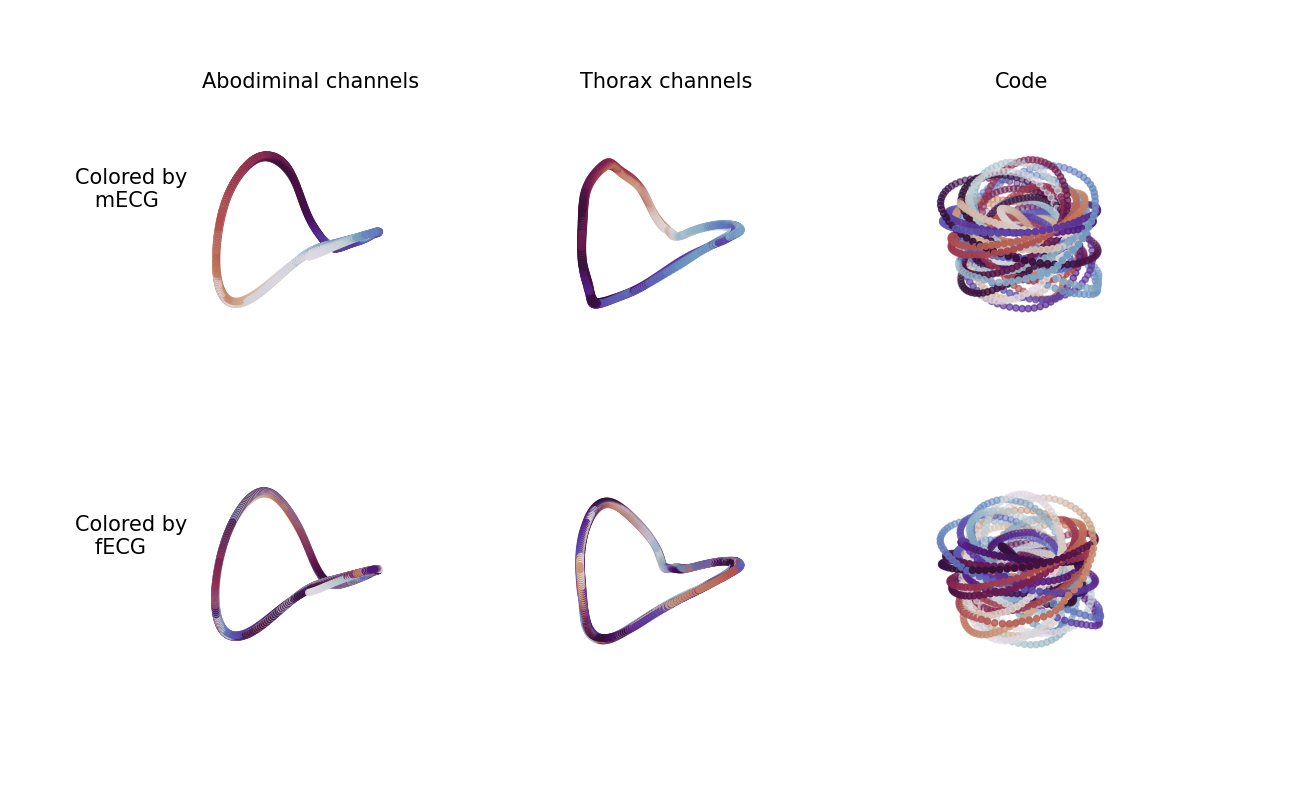 Abodiminal channels
Thorax channels
Code
Colored by
mECG
Colored by
fECG